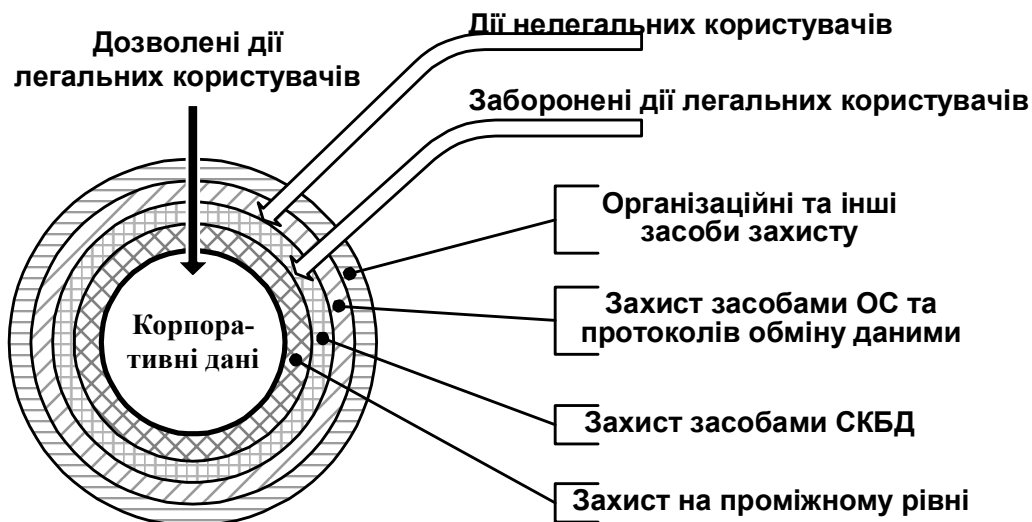 Дії нелегальних користувачів
Дозволені дії
легальних користувачів
Заборонені дії легальних користувачів
Організаційні та інші
засоби захисту
Захист засобами ОС та
протоколів обміну даними
Корпора-
тивні дані
Захист засобами СКБД
Захист на проміжному рівні